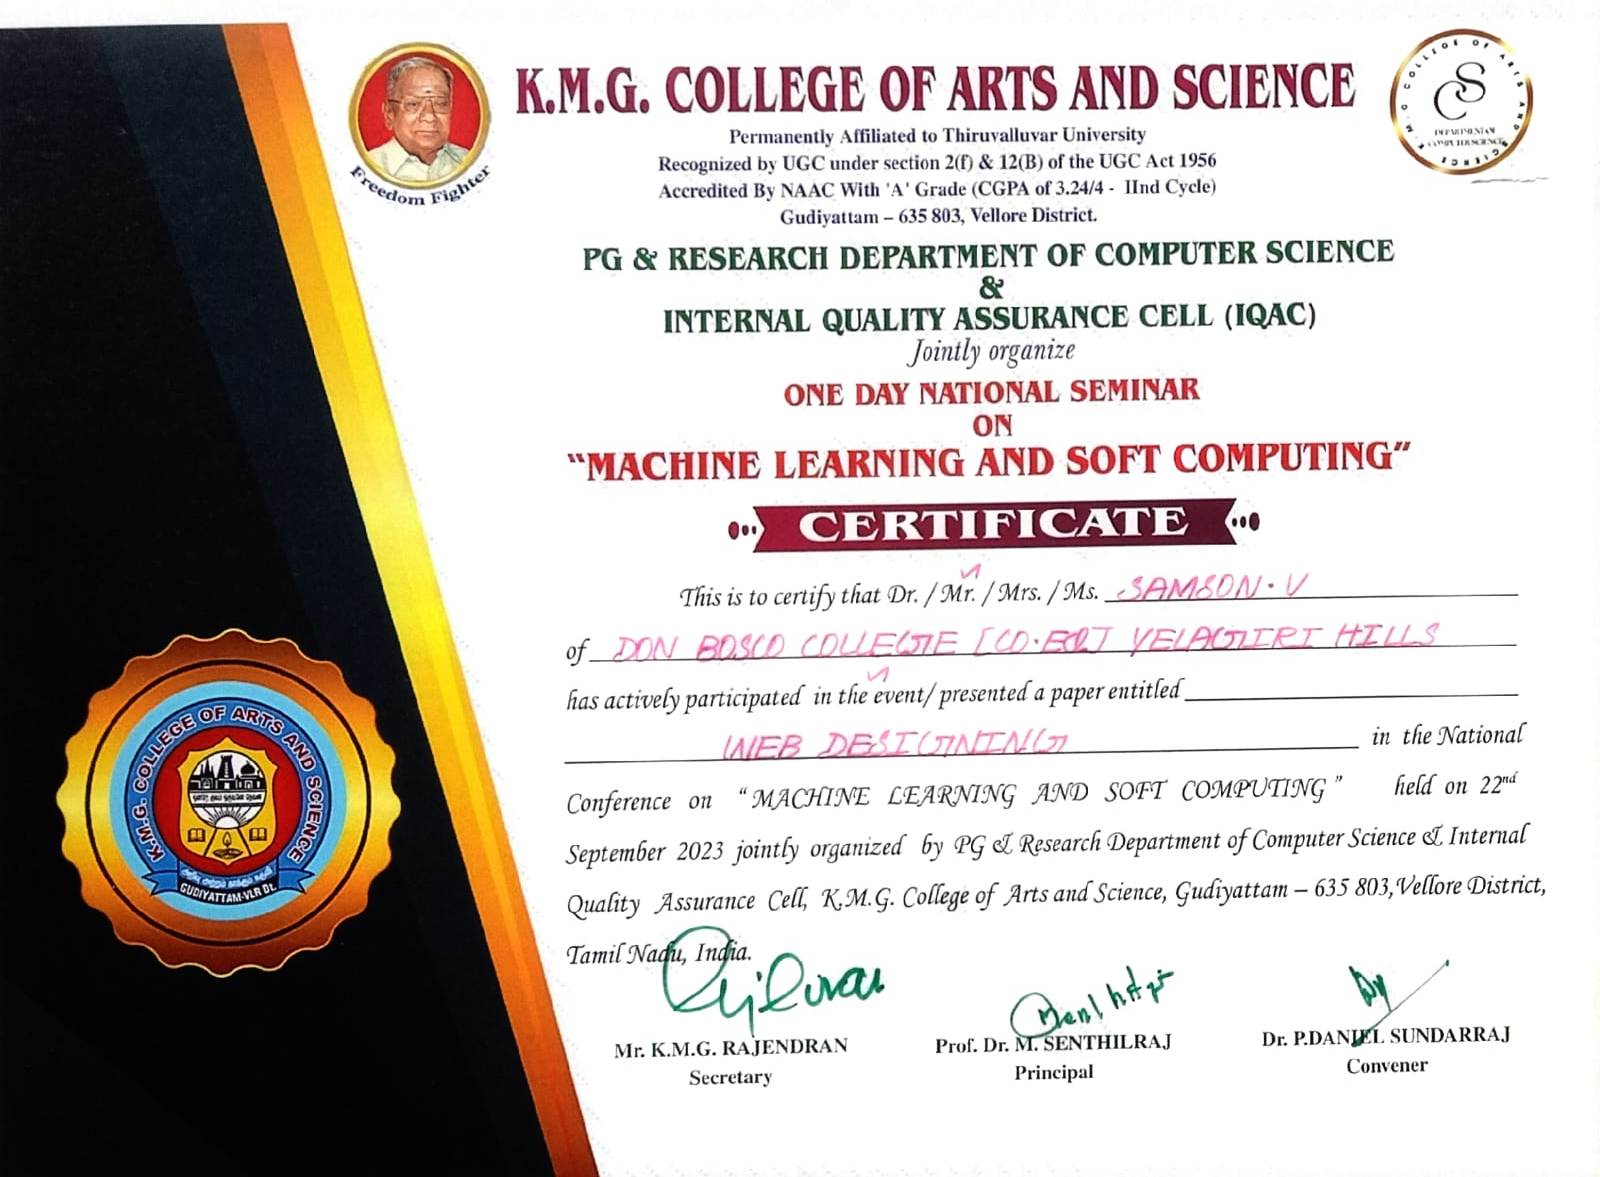 K.M.G. COLLEGE OF ARTS AND SCIENCE
Freedom Fighter
K.M.G COLLEGE OF ARTS AND SCIENCE
CS
DEPARTMENT OF
COMPUTER SCIENCE
Permanently Affiliated to Thiruvalluvar University
Recognized by UGC under section 2(f) & 12(B) of the UGC Act 1956
Accredited By NAAC With 'A' Grade (CGPA of 3.24/4 - IInd Cycle)
Gudiyattam – 635 803, Vellore District.
PG & RESEARCH DEPARTMENT OF COMPUTER SCIENCE
&
INTERNAL QUALITY ASSURANCE CELL (IQAC)
Jointly organize
ONE DAY NATIONAL SEMINAR
ON
“MACHINE LEARNING AND SOFT COMPUTING”
CERTIFICATE
This is to certify that Dr. / Mr. / Mrs. / Ms. SAMSON. V
of DON BOSCO COLLEGE [CO.ED] YELAGIRI HILLS
has actively participated in the event/ presented a paper entitled
WEB DESIGNING in the National
Conference on “MACHINE LEARNING AND SOFT COMPUTING” held on 22nd
September 2023 jointly organized by PG & Research Department of Computer Science & Internal
Quality Assurance Cell, K.M.G. College of Arts and Science, Gudiyattam – 635 803, Vellore District,
Tamil Nadu, India.
K.M.G. COLLEGE OF ARTS AND SCIENCE
GUDIYATTAM-VLR Dt.
Mr. K.M.G. RAJENDRAN
Secretary
Prof. Dr. M. SENTHILRAJ
Principal
Dr. P.DANIEL SUNDARRAJ
Convener